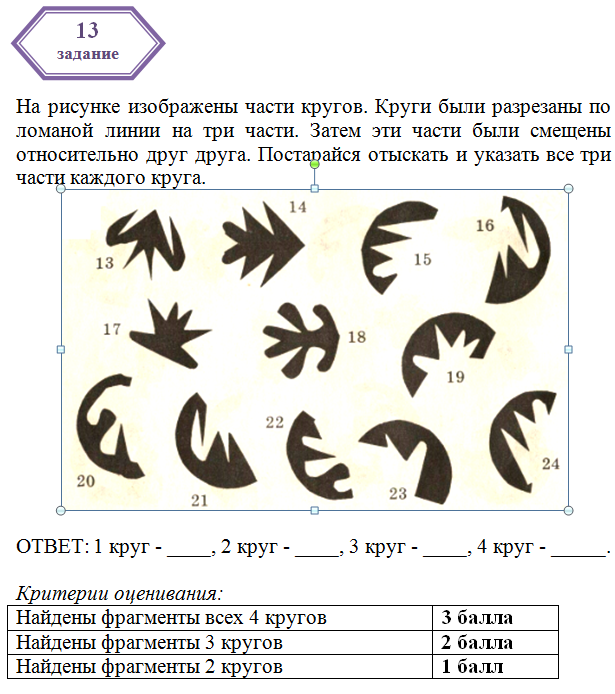 13
задание
На рисунке изображены части кругов. Круги были разрезаны по
ломаной линии на три части. Затем эти части были смещены
относительно друг друга. Постарайся отыскать и указать все три
части каждого круга.
13
14
15
16
17
18
19
20
21
22
23
24
ОТВЕТ: 1 круг - ____, 2 круг - ____, 3 круг - ____, 4 круг - _____.
Критерии оценивания:
Найдены фрагменты всех 4 кругов 3 балла
Найдены фрагменты 3 кругов 2 балла
Найдены фрагменты 2 кругов 1 балл